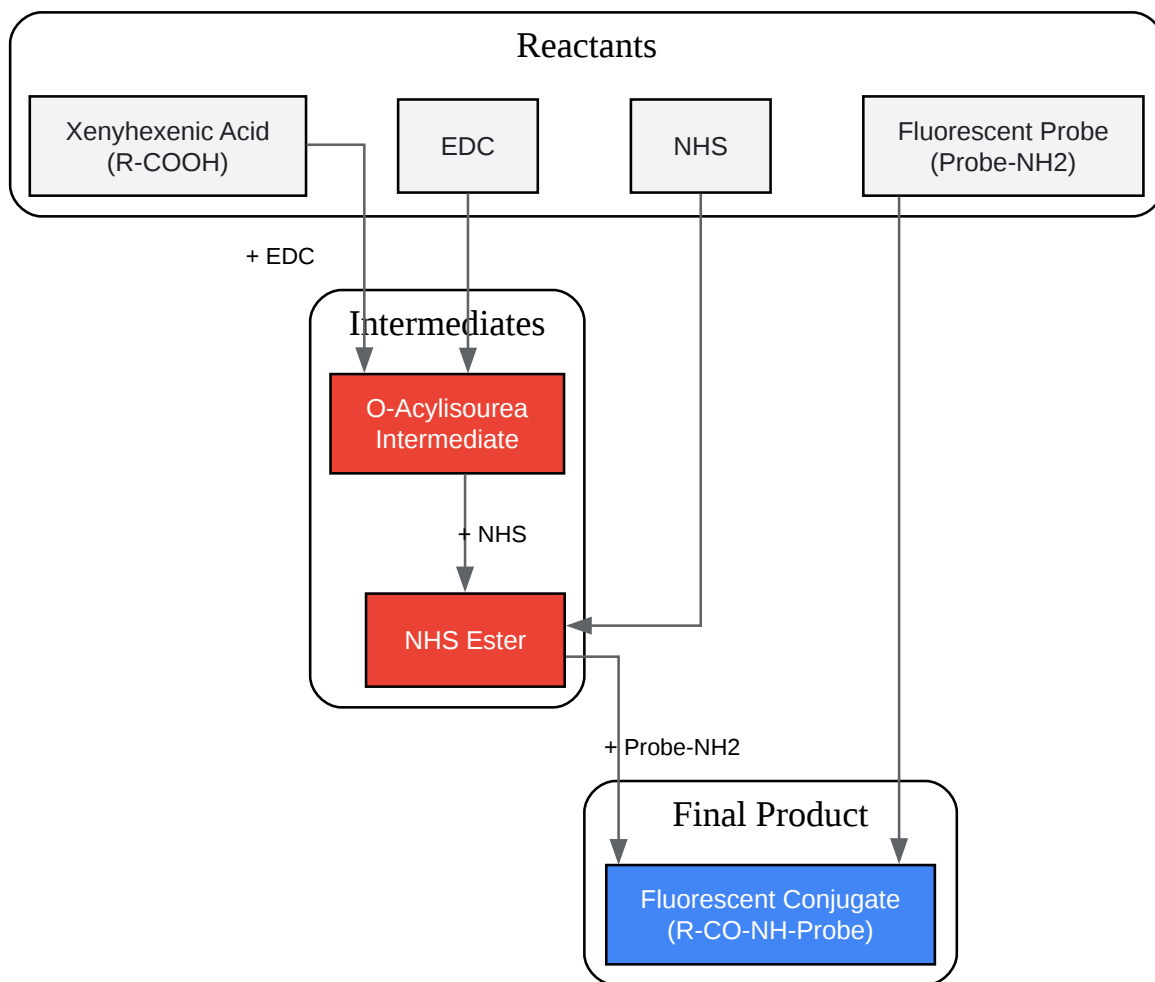 Reactants
Xenyhexenic Acid
(R-COOH)
EDC
NHS
Fluorescent Probe
(Probe-NH2)
+ EDC
Intermediates
O-Acylisourea
Intermediate
+ NHS
NHS Ester
+ Probe-NH2
Final Product
Fluorescent Conjugate
(R-CO-NH-Probe)